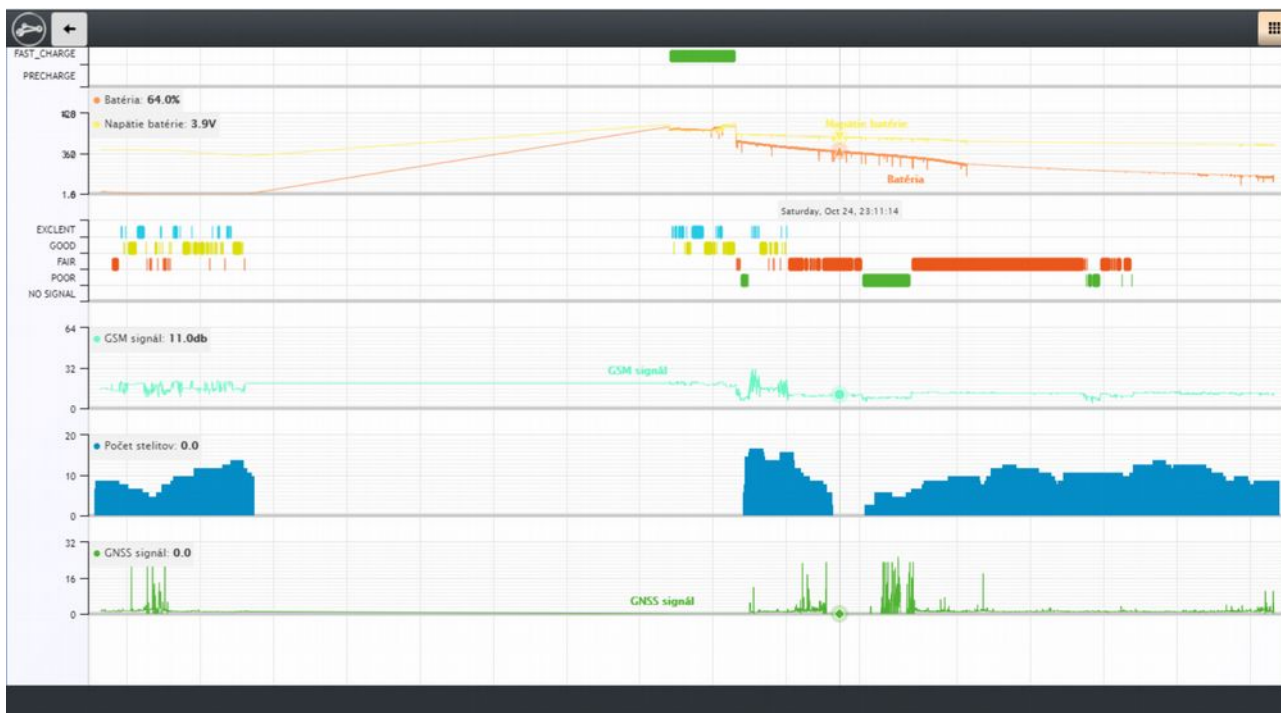 FAST_CHARGE
PRECHARGE
Batéria: 64.0%
Napätie batérie: 3.9V
Napätie batérie
360
Batéria
1.6
Saturday, Oct 24, 23:11:14
EXCLENT
GOOD
FAIR
POOR
NO SIGNAL
64
GSM signál: 11.0db
32
GSM signál
0
20
Počet stelitov: 0.0
10
0
32
GNSS signál: 0.0
16
GNSS signál
0